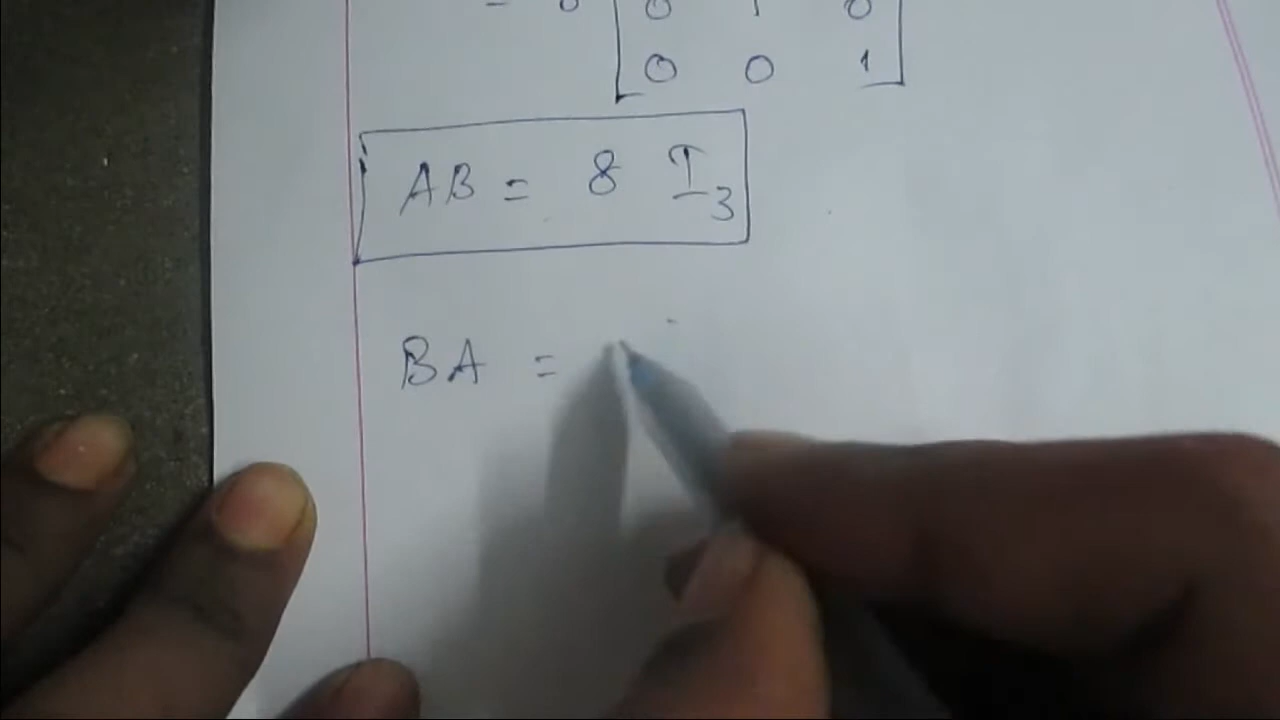 0 1 0
0 0 1
AB = 8 I₃
BA =